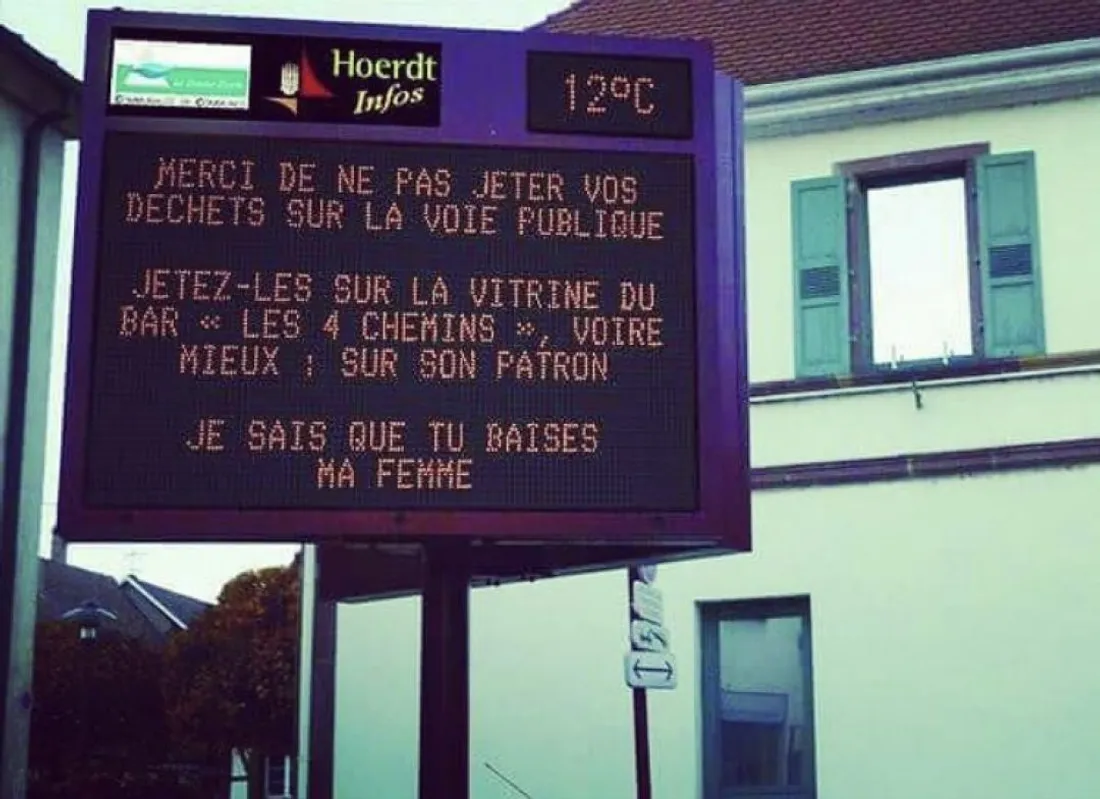 Hoerdt
Infos
12°C
MERCI DE NE PAS JETER VOS
DECHETS SUR LA VOIE PUBLIQUE
JETEZ-LES SUR LA VITRINE DU
BAR « LES 4 CHEMINS », VOIRE
MIEUX : SUR SON PATRON
JE SAIS QUE TU BAISES
MA FEMME